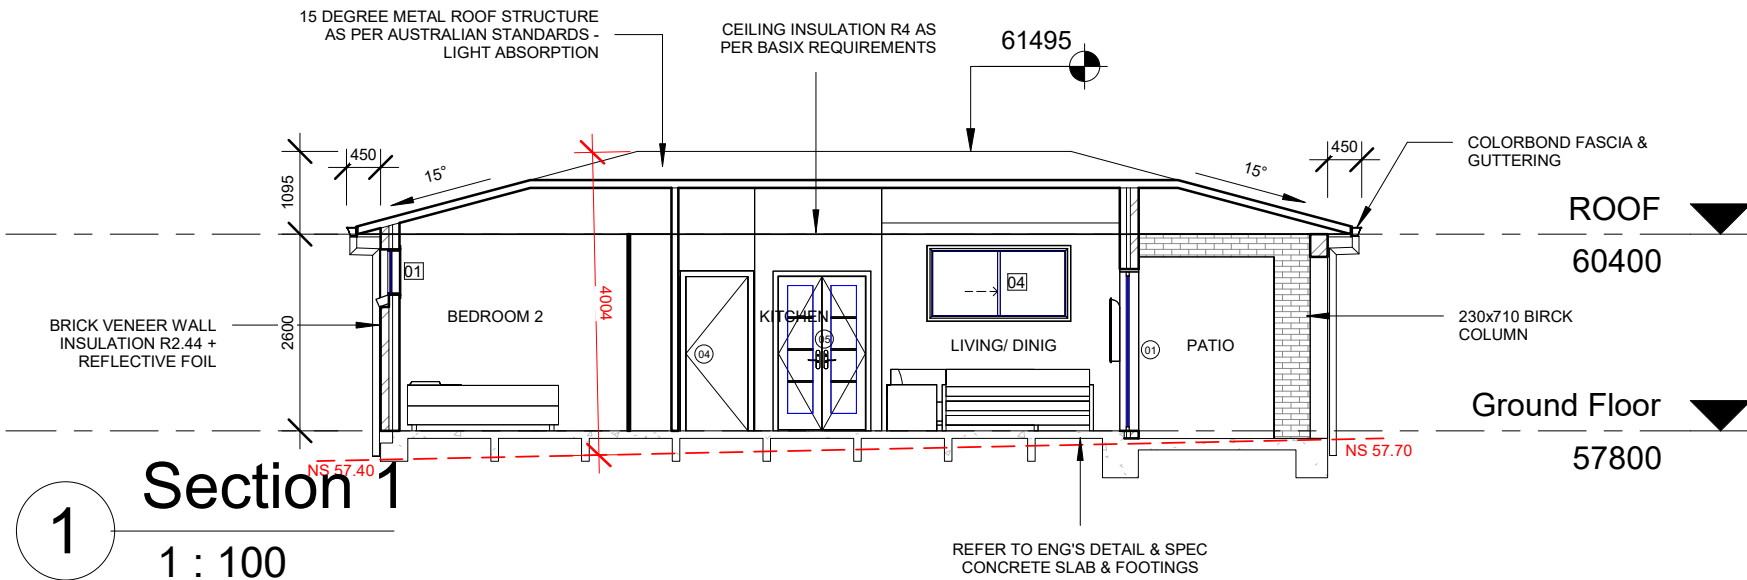 15 DEGREE METAL ROOF STRUCTURE
AS PER AUSTRALIAN STANDARDS -
LIGHT ABSORPTION
CEILING INSULATION R4 AS
PER BASIX REQUIREMENTS
61495
COLORBOND FASCIA &
GUTTERING
450
450
15°
15°
1095
ROOF
60400
01
04
4004
2600
BEDROOM 2
KITCHEN
04
05
LIVING/ DINIG
01
PATIO
BRICK VENEER WALL
INSULATION R2.44 +
REFLECTIVE FOIL
230x710 BIRCK
COLUMN
Ground Floor
57800
NS 57.40
NS 57.70
1
Section 1
1 : 100
REFER TO ENG'S DETAIL & SPEC
CONCRETE SLAB & FOOTINGS